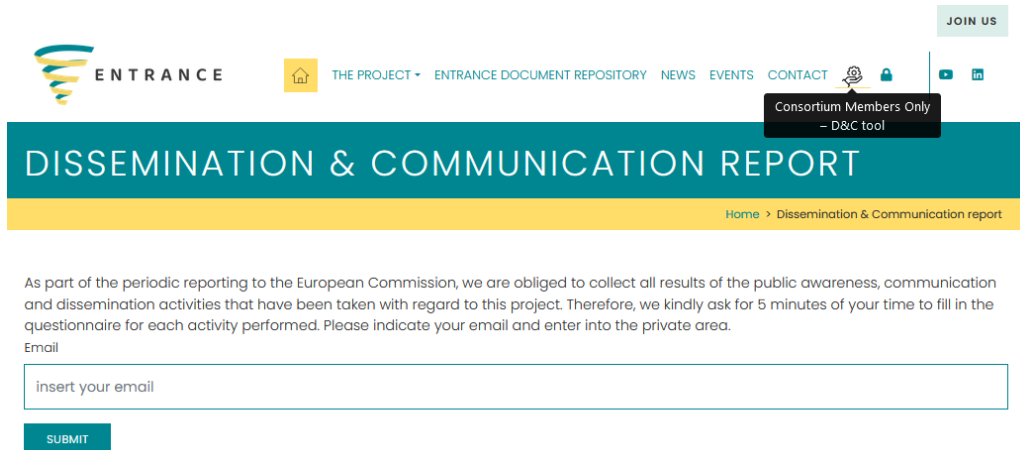 JOIN US
ENTRANCE
THE PROJECT
ENTRANCE DOCUMENT REPOSITORY
NEWS
EVENTS
CONTACT
Consortium Members Only
– D&C tool
DISSEMINATION & COMMUNICATION REPORT
Home > Dissemination & Communication report
As part of the periodic reporting to the European Commission, we are obliged to collect all results of the public awareness, communication
and dissemination activities that have been taken with regard to this project. Therefore, we kindly ask for 5 minutes of your time to fill in the
questionnaire for each activity performed. Please indicate your email and enter into the private area.
Email
insert your email
SUBMIT